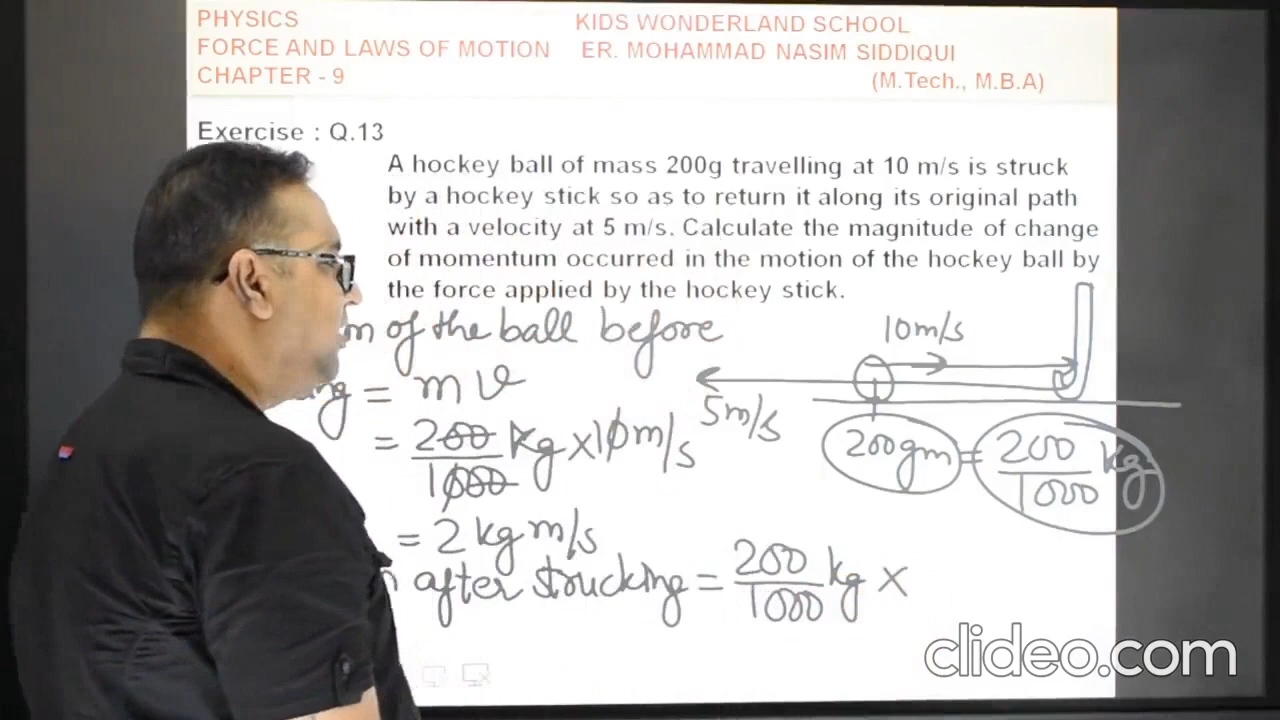 PHYSICS KIDS WONDERLAND SCHOOL
FORCE AND LAWS OF MOTION ER. MOHAMMAD NASIM SIDDIQUI
CHAPTER - 9 (M.Tech., M.B.A)
Exercise : Q.13
A hockey ball of mass 200g travelling at 10 m/s is struck
by a hockey stick so as to return it along its original path
with a velocity at 5 m/s. Calculate the magnitude of change
of momentum occurred in the motion of the hockey ball by
the force applied by the hockey stick.
of the ball before
= mv
= 200/1000 kg × 10 m/s
= 2 kg m/s
after strucking = 200/1000 kg ×
10m/s
5m/s
200gm = 200/1000 kg
clideo.com